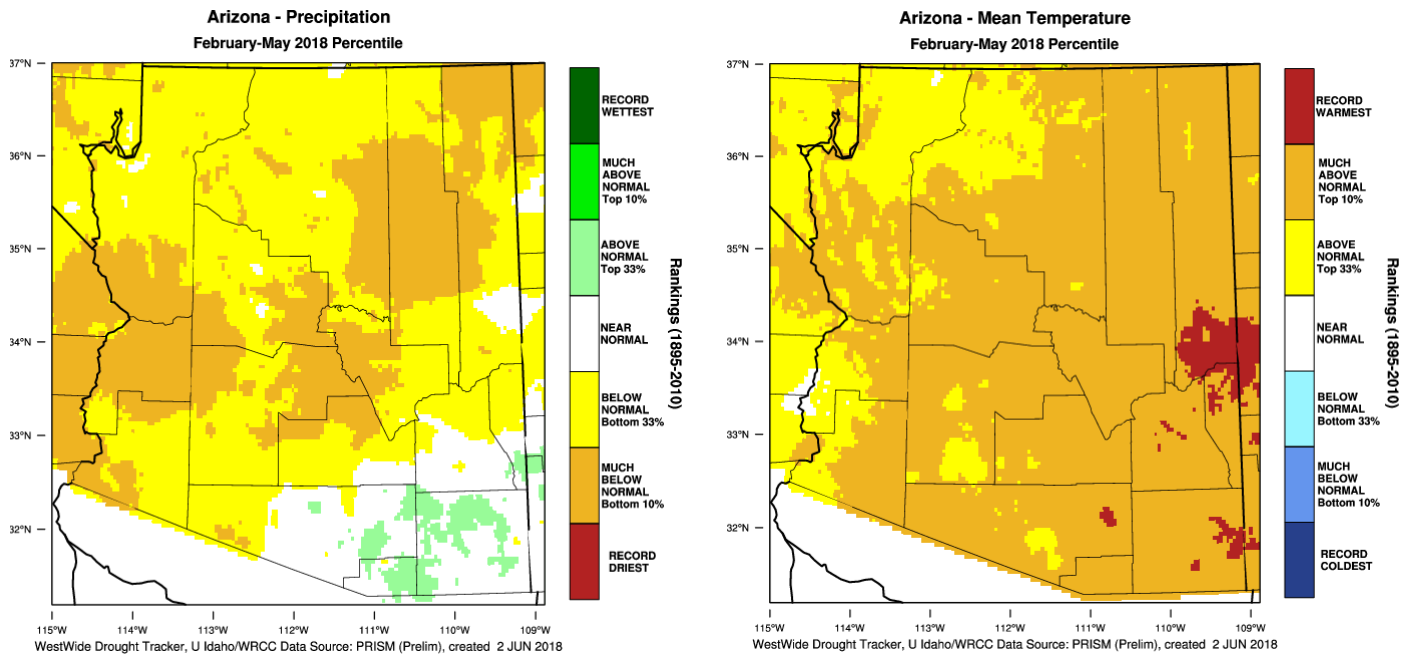 Arizona - Precipitation
February-May 2018 Percentile
37°N
36°N
35°N
34°N
33°N
32°N
115°W 114°W 113°W 112°W 111°W 110°W 109°W
RECORD
WETTEST
MUCH
ABOVE
NORMAL
Top 10%
ABOVE
NORMAL
Top 33%
NEAR
NORMAL
BELOW
NORMAL
Bottom 33%
MUCH
BELOW
NORMAL
Bottom 10%
RECORD
DRIEST
Rankings (1895-2010)
WestWide Drought Tracker, U Idaho/WRCC Data Source: PRISM (Prelim), created 2 JUN 2018
Arizona - Mean Temperature
February-May 2018 Percentile
37°N
36°N
35°N
34°N
33°N
32°N
115°W 114°W 113°W 112°W 111°W 110°W 109°W
RECORD
WARMEST
MUCH
ABOVE
NORMAL
Top 10%
ABOVE
NORMAL
Top 33%
NEAR
NORMAL
BELOW
NORMAL
Bottom 33%
MUCH
BELOW
NORMAL
Bottom 10%
RECORD
COLDEST
Rankings (1895-2010)
WestWide Drought Tracker, U Idaho/WRCC Data Source: PRISM (Prelim), created 2 JUN 2018